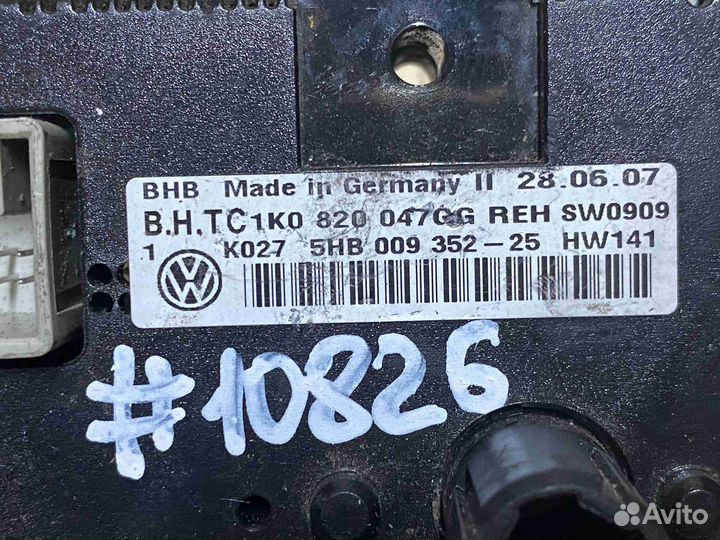 BHB Made in Germany II 28.06.07
B.H.TC 1K0 820 047GG REH SW0909
1 K027 5HB 009 352-25 HW141
#10826
Avito